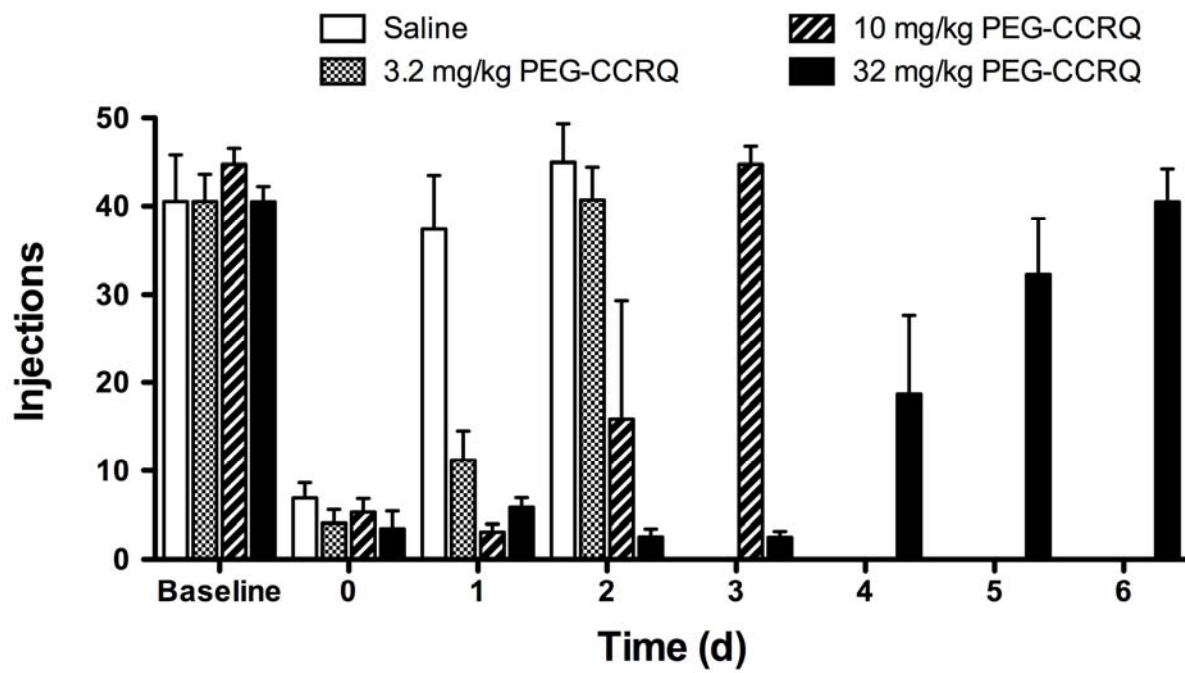 Saline
3.2 mg/kg PEG-CCRQ
10 mg/kg PEG-CCRQ
32 mg/kg PEG-CCRQ
Injections
50
40
30
20
10
0
Baseline 0 1 2 3 4 5 6
Time (d)